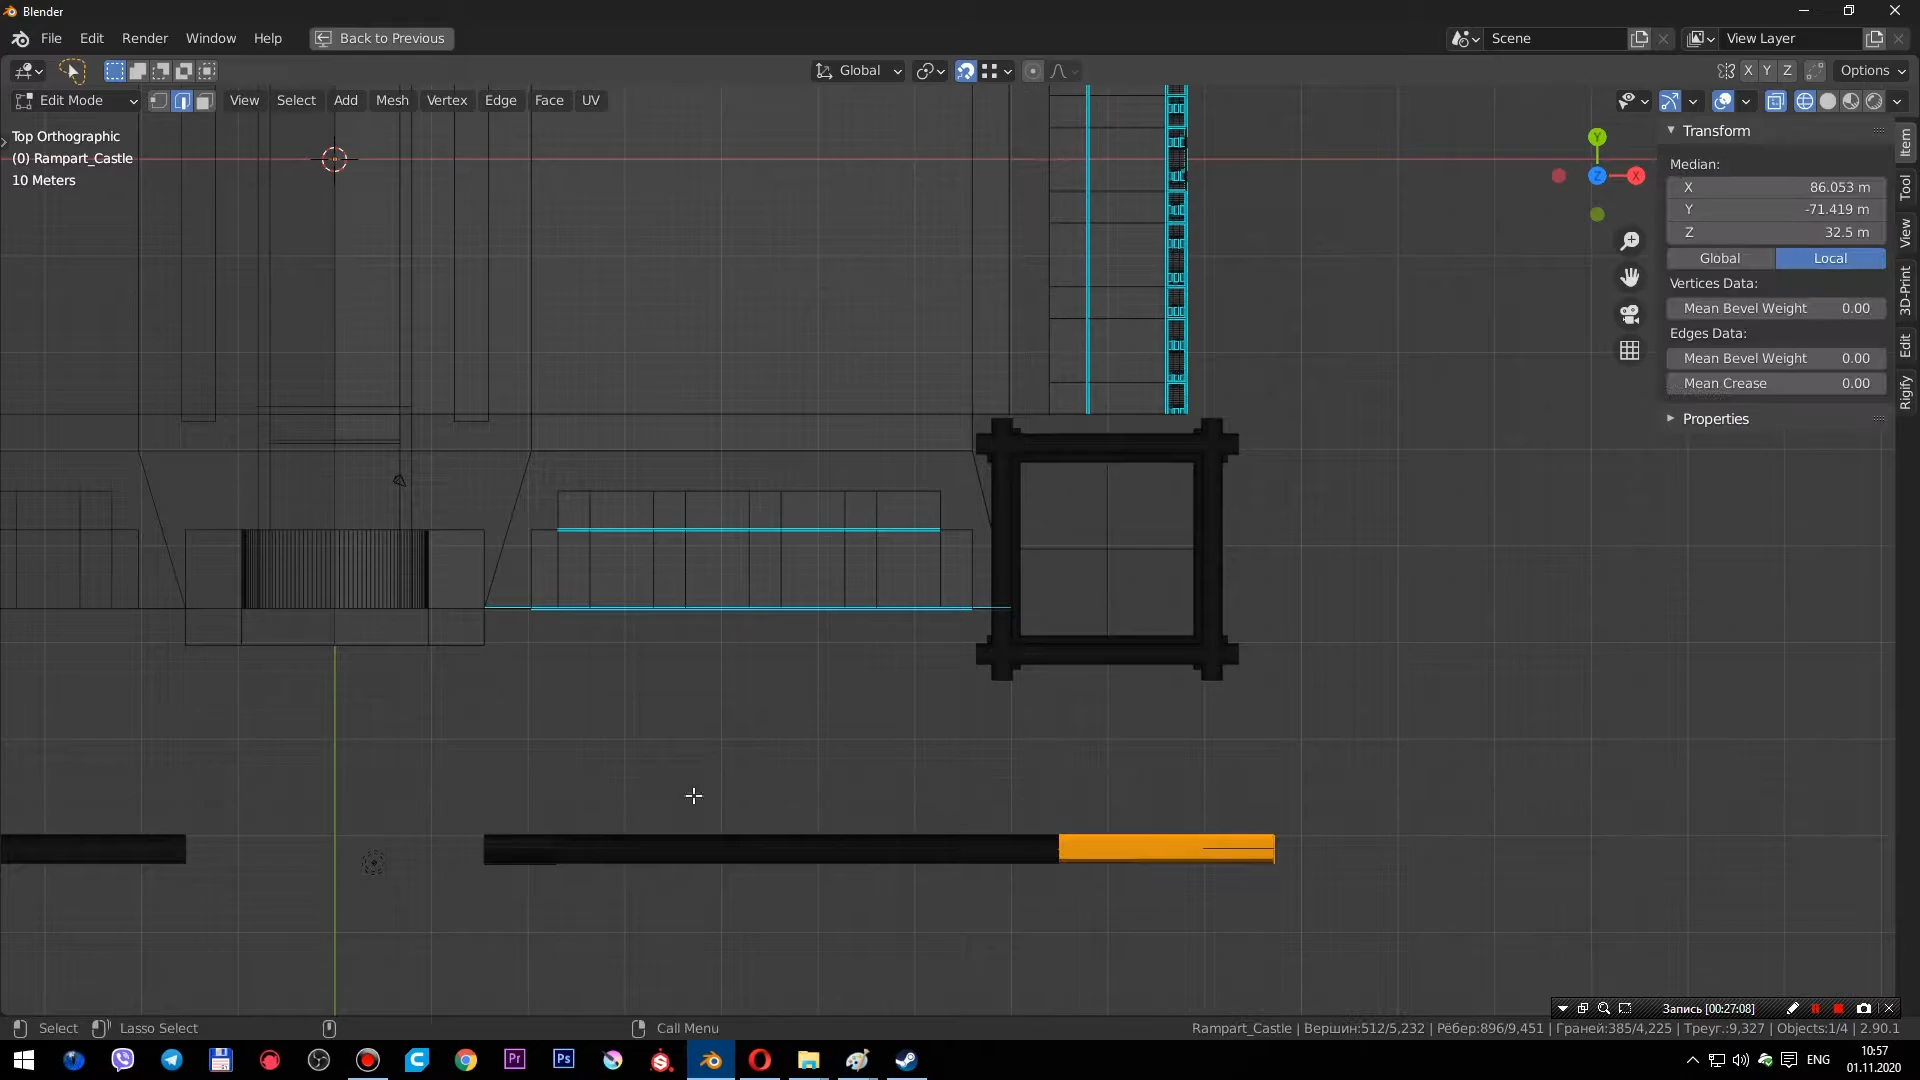 Blender
File Edit Render Window Help Back to Previous Scene View Layer
Global X Y Z Options
Edit Mode View Select Add Mesh Vertex Edge Face UV
Top Orthographic
(0) Rampart_Castle
10 Meters
Y
Z
X
Transform
Median:
X 86.053 m
Y -71.419 m
Z 32.5 m
Global Local
Vertices Data:
Mean Bevel Weight 0.00
Edges Data:
Mean Bevel Weight 0.00
Mean Crease 0.00
Properties
Item
Tool
View
3D-Print
Edit
Rigify
Запись [00:27:08]
Select Lasso Select Call Menu Rampart_Castle | Вершин:512/5,232 | Рёбер:896/9,451 | Граней:385/4,225 | Треуг.:9,327 | Objects:1/4 | 2.90.1
Pr Ps ENG 10:57
01.11.2020